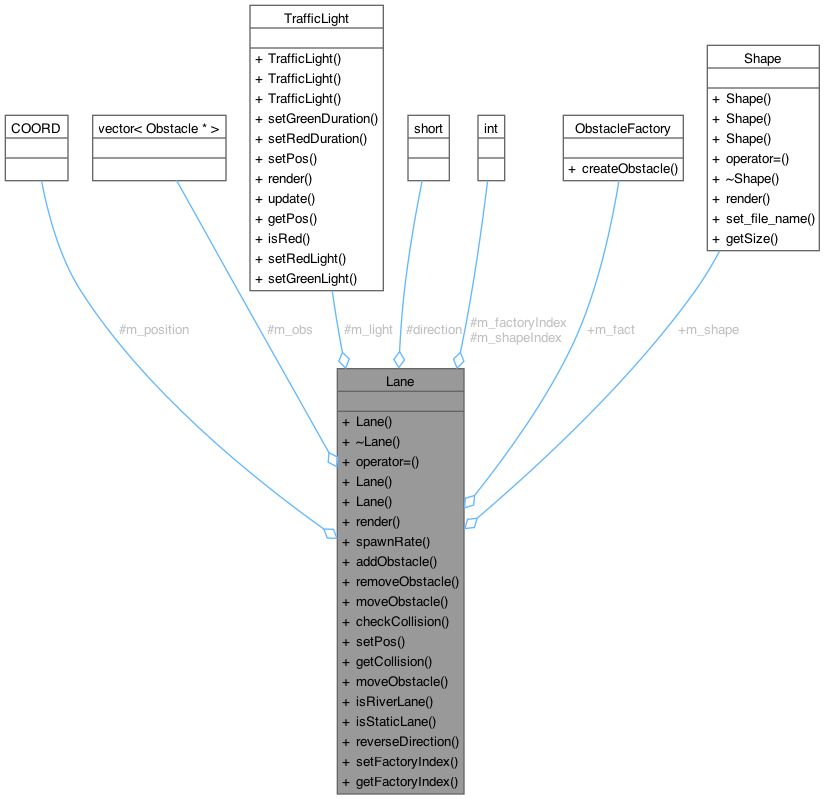 TrafficLight
+ TrafficLight()
+ TrafficLight()
+ TrafficLight()
+ setGreenDuration()
+ setRedDuration()
+ setPos()
+ render()
+ update()
+ getPos()
+ isRed()
+ setRedLight()
+ setGreenLight()
Shape
+ Shape()
+ Shape()
+ Shape()
+ operator=()
+ ~Shape()
+ render()
+ set_file_name()
+ getSize()
COORD
vector< Obstacle * >
short
int
ObstacleFactory
+ createObstacle()
#m_position
#m_obs
#m_light
#direction
#m_factoryIndex
#m_shapeIndex
+m_fact
+m_shape
Lane
+ Lane()
+ ~Lane()
+ operator=()
+ Lane()
+ Lane()
+ render()
+ spawnRate()
+ addObstacle()
+ removeObstacle()
+ moveObstacle()
+ checkCollision()
+ setPos()
+ getCollision()
+ moveObstacle()
+ isRiverLane()
+ isStaticLane()
+ reverseDirection()
+ setFactoryIndex()
+ getFactoryIndex()